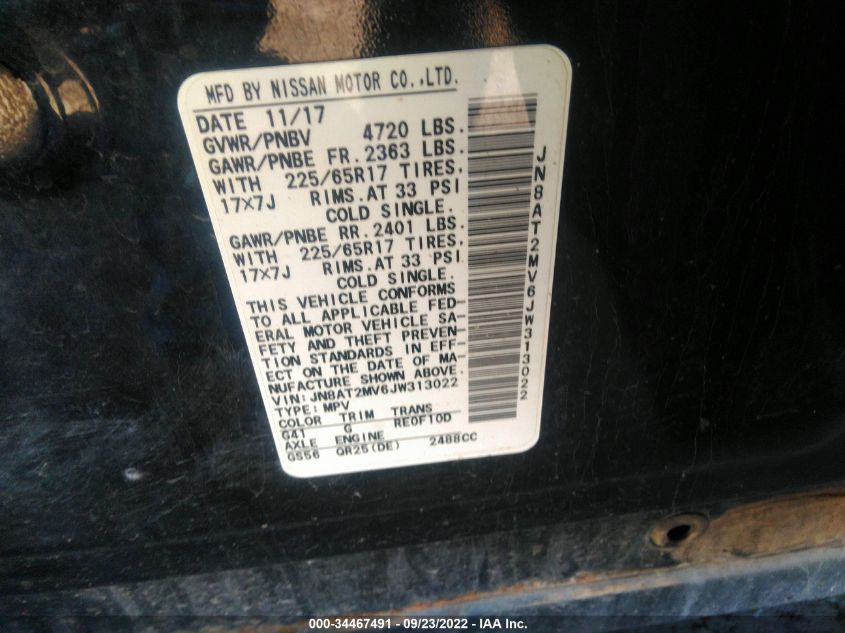 MFD BY NISSAN MOTOR CO.,LTD.
DATE 11/17
GVWR/PNBV 4720 LBS.
GAWR/PNBE FR. 2363 LBS.
WITH 225/65R17 TIRES,
17×7J RIMS.AT 33 PSI
COLD SINGLE.
GAWR/PNBE RR. 2401 LBS.
WITH 225/65R17 TIRES,
17×7J RIMS.AT 33 PSI
COLD SINGLE.
THIS VEHICLE CONFORMS
TO ALL APPLICABLE FED-
ERAL MOTOR VEHICLE SA-
FETY AND THEFT PREVEN-
TION STANDARDS IN EFF-
ECT ON THE DATE OF MA-
NUFACTURE SHOWN ABOVE.
VIN:JN8AT2MV6JW313022
TYPE:MPV
COLOR TRIM TRANS
G41 G RE0F10D
AXLE ENGINE
GS56 QR25(DE) 2488CC
JN8AT2MV6JW313022
000-34467491 - 09/23/2022 - IAA Inc.